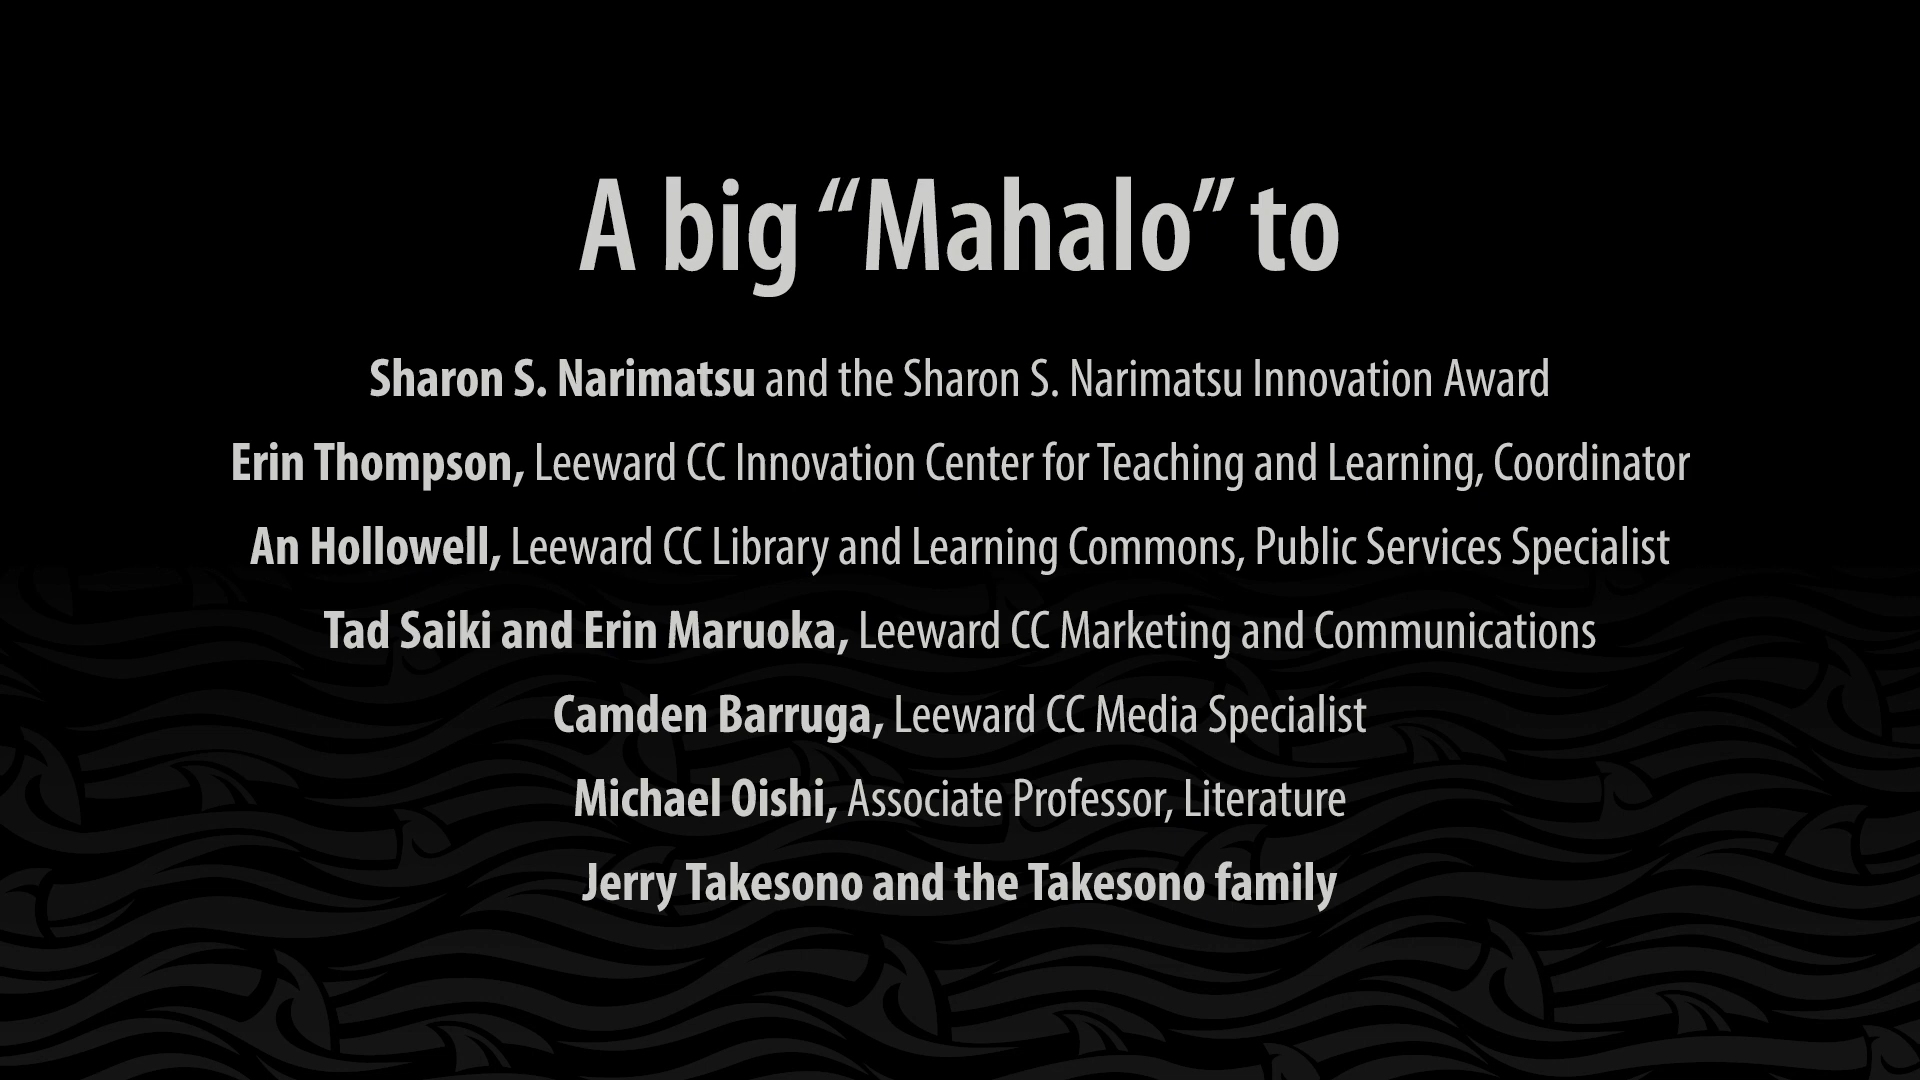 A big “Mahalo” to
Sharon S. Narimatsu and the Sharon S. Narimatsu Innovation Award
Erin Thompson, Leeward CC Innovation Center for Teaching and Learning, Coordinator
An Hollowell, Leeward CC Library and Learning Commons, Public Services Specialist
Tad Saiki and Erin Maruoka, Leeward CC Marketing and Communications
Camden Barruga, Leeward CC Media Specialist
Michael Oishi, Associate Professor, Literature
Jerry Takesono and the Takesono family